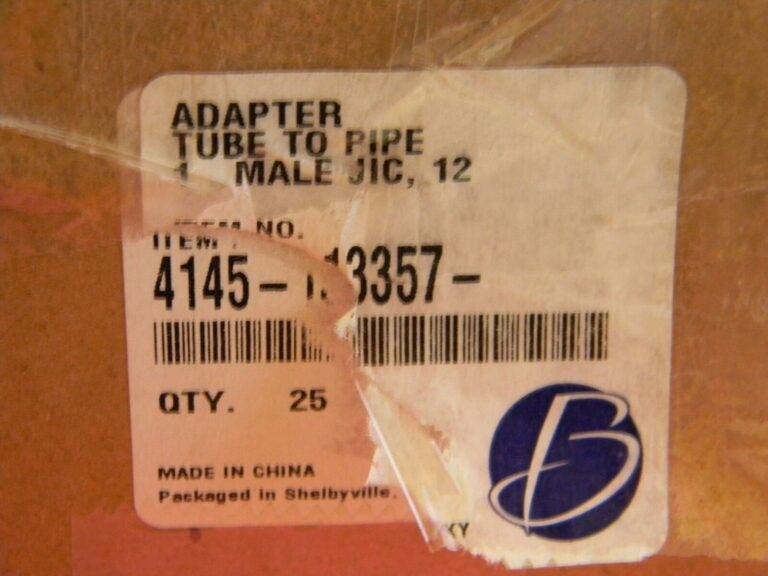 ADAPTER
TUBE TO PIPE
1 MALE JIC, 12
ITEM NO.
4145-
QTY. 25
MADE IN CHINA
Packaged in Shelbyville.
KY
B